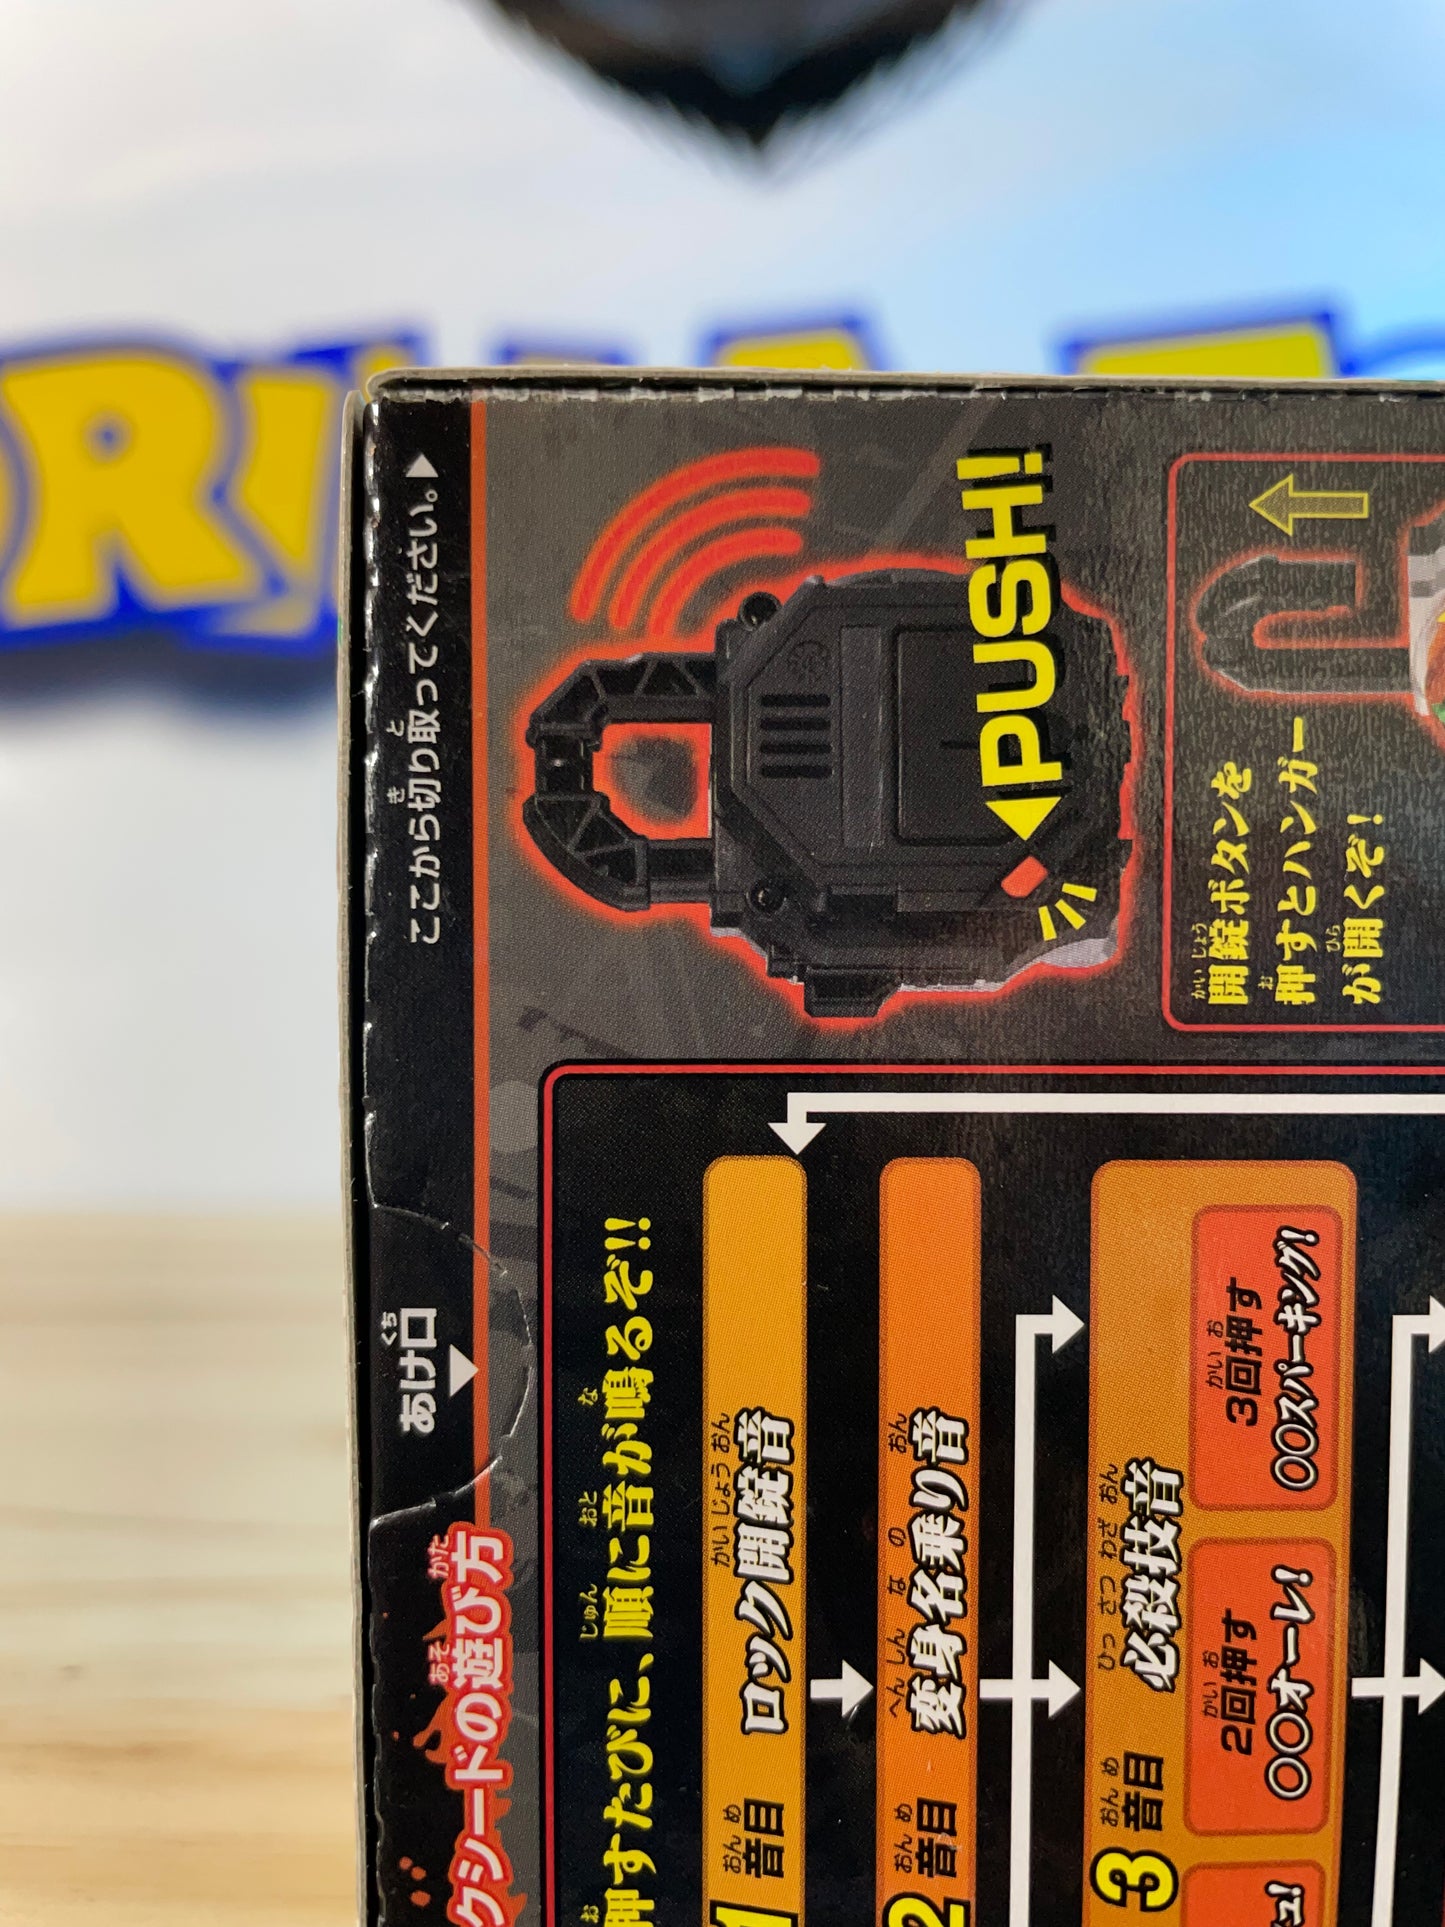 ここから切り取ってください。
あけ口
クシードの遊び方
PUSH!
開錠ボタンを
押すとハンガー
が開くぞ!
押すたびに、順に音が鳴るぞ!!
1音目 ロック開錠音
2音目 変身名乗り音
3音目 必殺技音
2回押す
〇〇オーレ!
3回押す
〇〇スパーキング!